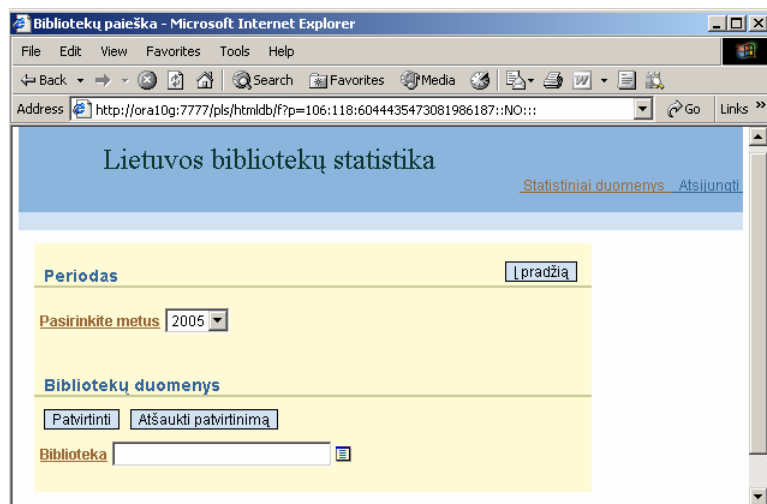 Bibliotekų paieška - Microsoft Internet Explorer
File Edit View Favorites Tools Help
Back Search Favorites Media
Address http://ora10g:7777/pls/htmldb/f?p=106:118:6044435473081986187::NO::: Go Links »
Lietuvos bibliotekų statistika
Statistiniai duomenys Atsijungti
Periodas Į pradžią
Pasirinkite metus 2005
Bibliotekų duomenys
Patvirtinti Atšaukti patvirtinimą
Biblioteka